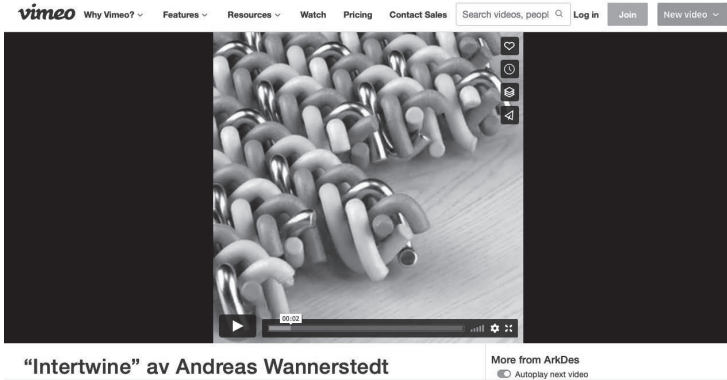 vimeo Why Vimeo? Features Resources Watch Pricing Contact Sales Search videos, peopl Log in Join New video
00:02
"Intertwine" av Andreas Wannerstedt
More from ArkDes
Autoplay next video